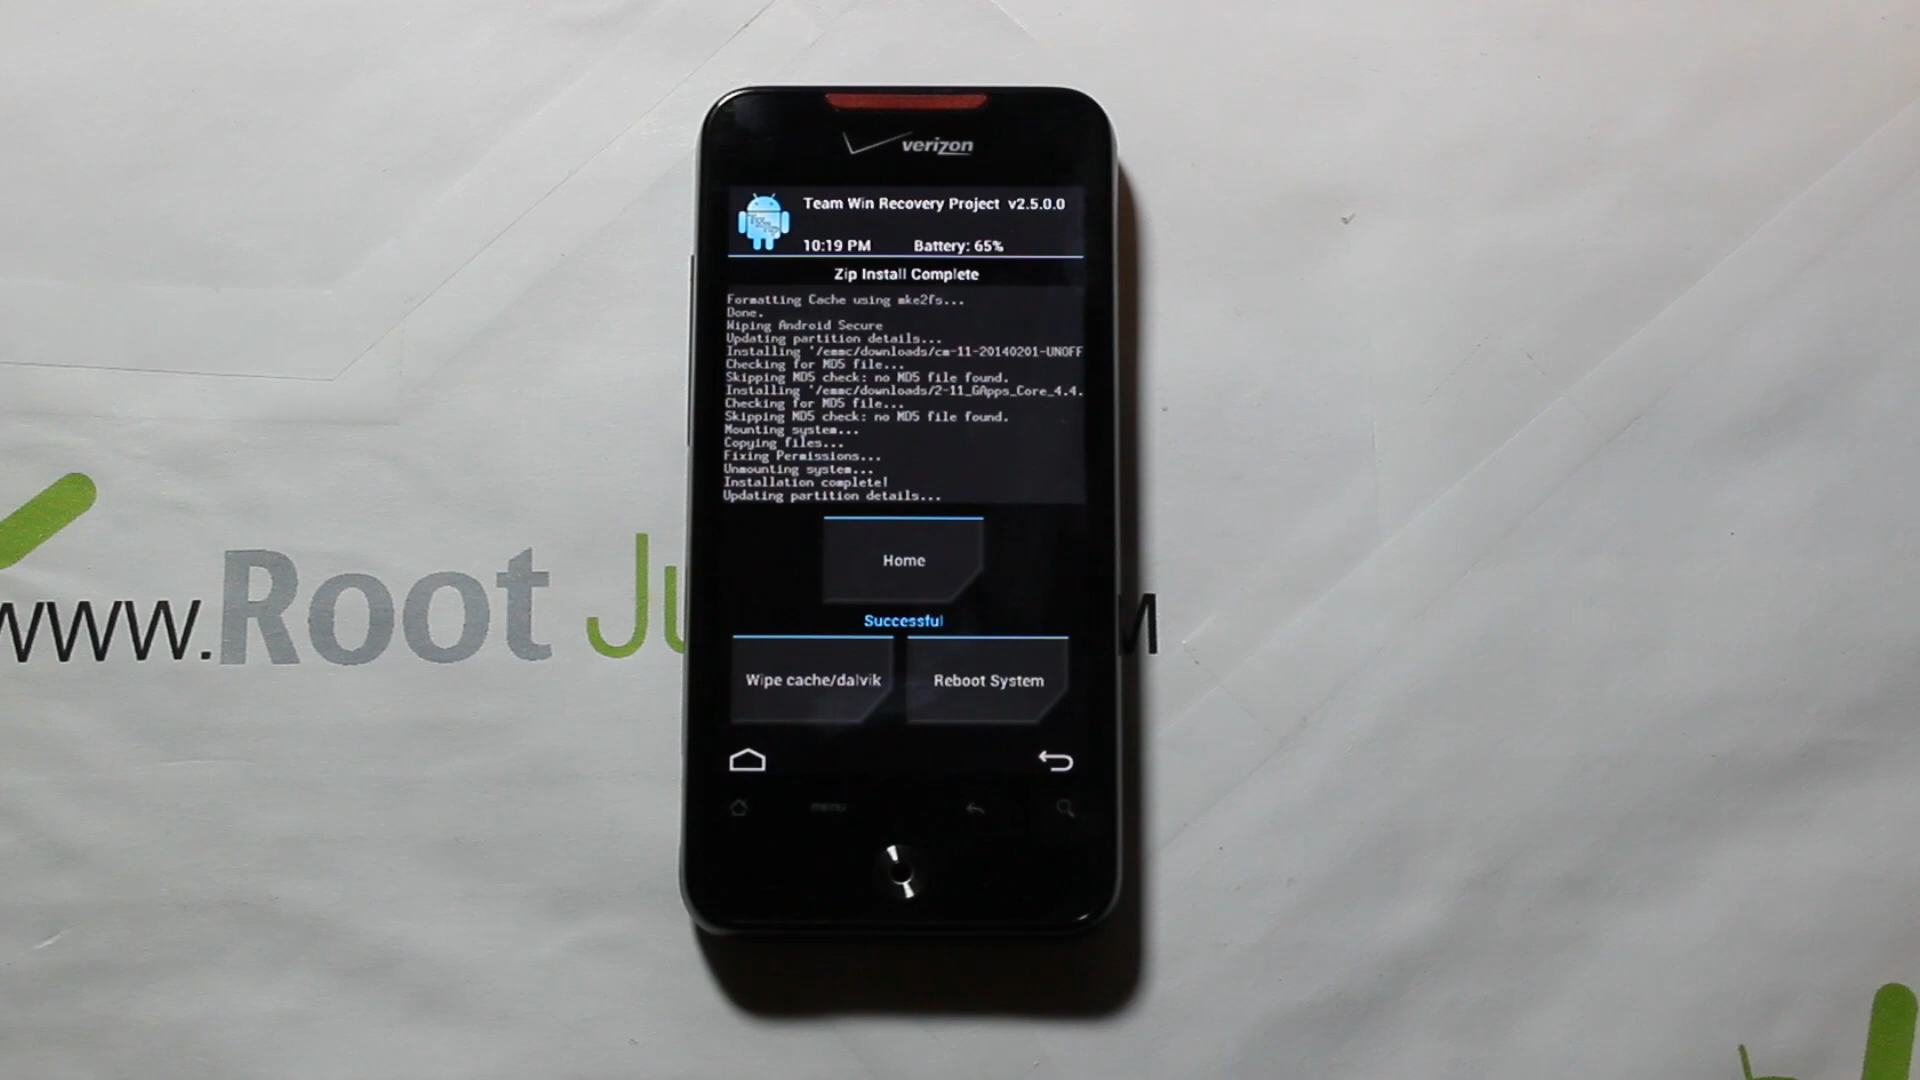 verizon
Team Win Recovery Project v2.5.0.0
10:19 PM Battery: 65%
Zip Install Complete
Formatting Cache using mke2fs...
Done.
Wiping Android Secure
Updating partition details...
Installing '/emmc/downloads/cm-11-20140201-UNOFF
Checking for MD5 file...
Skipping MD5 check: no MD5 file found.
Installing '/emmc/downloads/2-11_GApps_Core_4.4.
Checking for MD5 file...
Skipping MD5 check: no MD5 file found.
Mounting system...
Copying files...
Fixing Permissions...
Unmounting system...
Installation complete!
Updating partition details...
Home
Successful
Wipe cache/dalvik Reboot System
menu
www.Root Ju M